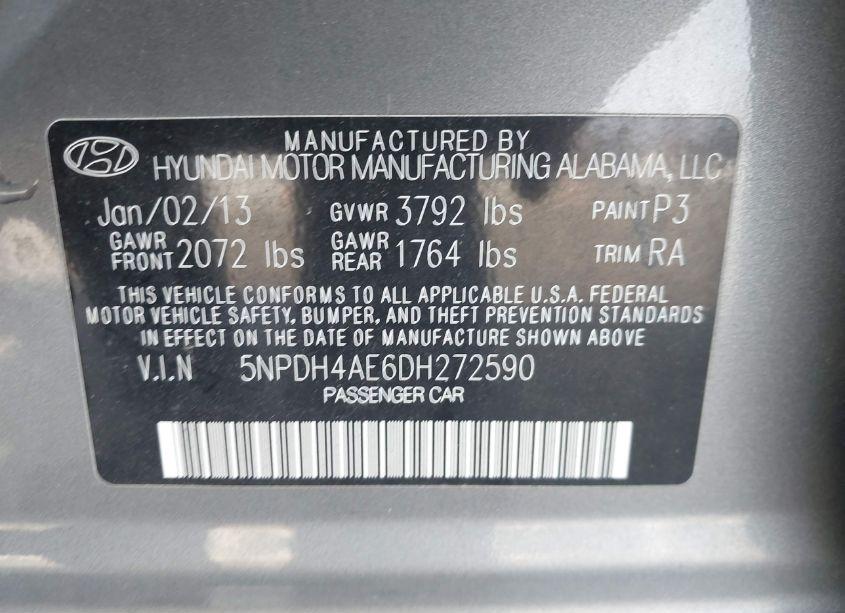 MANUFACTURED BY
HYUNDAI MOTOR MANUFACTURING ALABAMA, LLC
Jan/02/13 GVWR 3792 lbs PAINT P3
GAWR FRONT 2072 lbs GAWR REAR 1764 lbs TRIM RA
THIS VEHICLE CONFORMS TO ALL APPLICABLE U.S.A. FEDERAL
MOTOR VEHICLE SAFETY, BUMPER, AND THEFT PREVENTION STANDARDS
IN EFFECT ON THE DATE OF MANUFACTURE SHOWN ABOVE
V.I.N 5NPDH4AE6DH272590
PASSENGER CAR